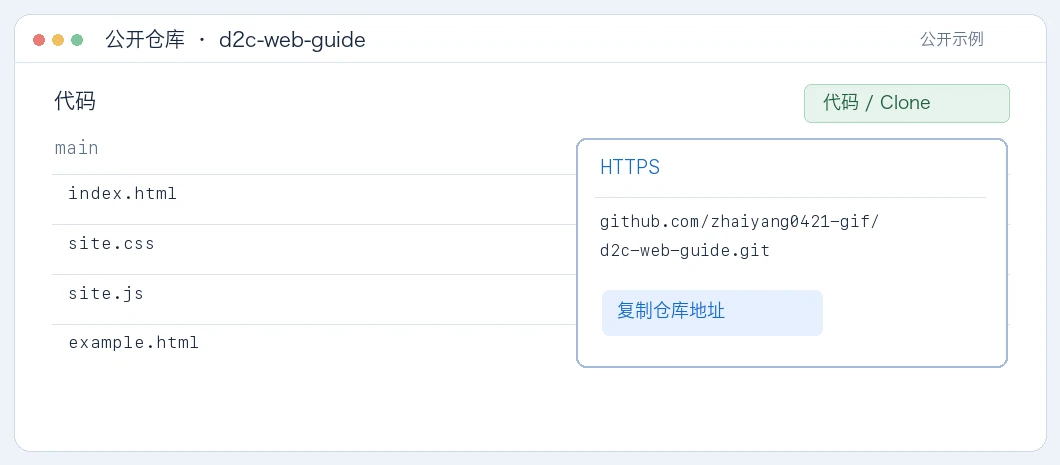 公开仓库 · d2c-web-guide
公开示例
代码
代码 / Clone
main
index.html
site.css
site.js
example.html
HTTPS
github.com/zhaiyang0421-gif/
d2c-web-guide.git
复制仓库地址